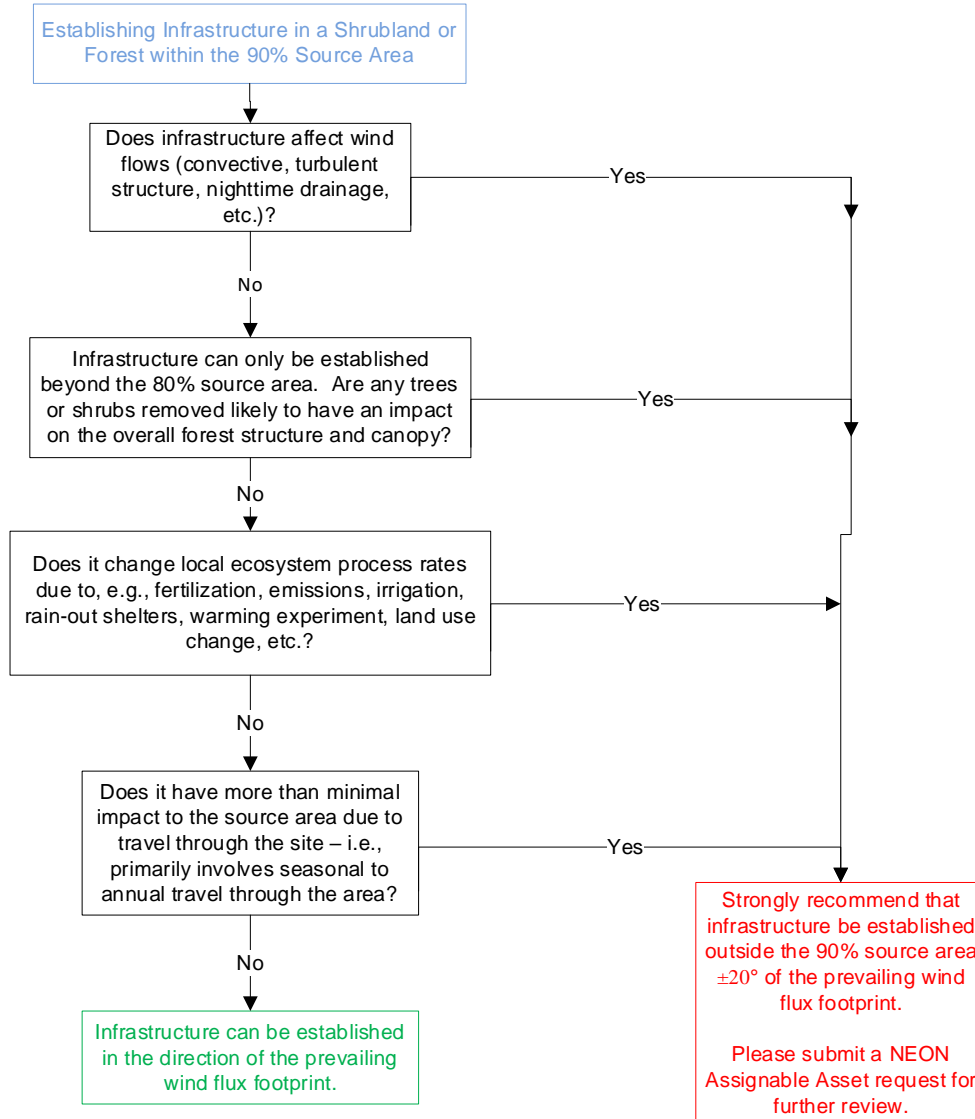 Establishing Infrastructure in a Shrubland or
Forest within the 90% Source Area
Does infrastructure affect wind
flows (convective, turbulent
structure, nighttime drainage,
etc.)?
Yes
No
Infrastructure can only be established
beyond the 80% source area.  Are any trees
or shrubs removed likely to have an impact
on the overall forest structure and canopy?
Yes
No
Does it change local ecosystem process rates
due to, e.g., fertilization, emissions, irrigation,
rain-out shelters, warming experiment, land use
change, etc.?
Yes
No
Does it have more than minimal
impact to the source area due to
travel through the site – i.e.,
primarily involves seasonal to
annual travel through the area?
Yes
No
Infrastructure can be established
in the direction of the prevailing
wind flux footprint.
Strongly recommend that
infrastructure be established
outside the 90% source area
±20° of the prevailing wind
flux footprint.
Please submit a NEON
Assignable Asset request for
further review.